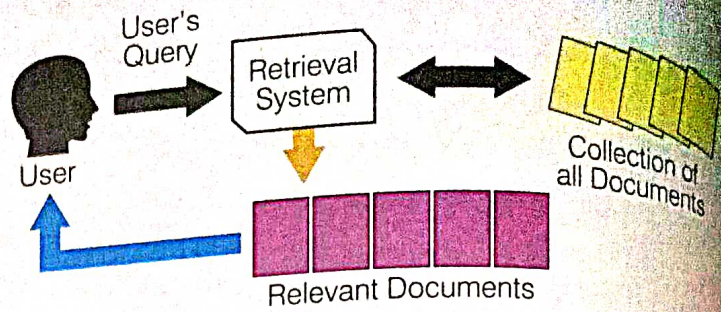 User's
Query
Retrieval
System
User
Collection of
all Documents
Relevant Documents